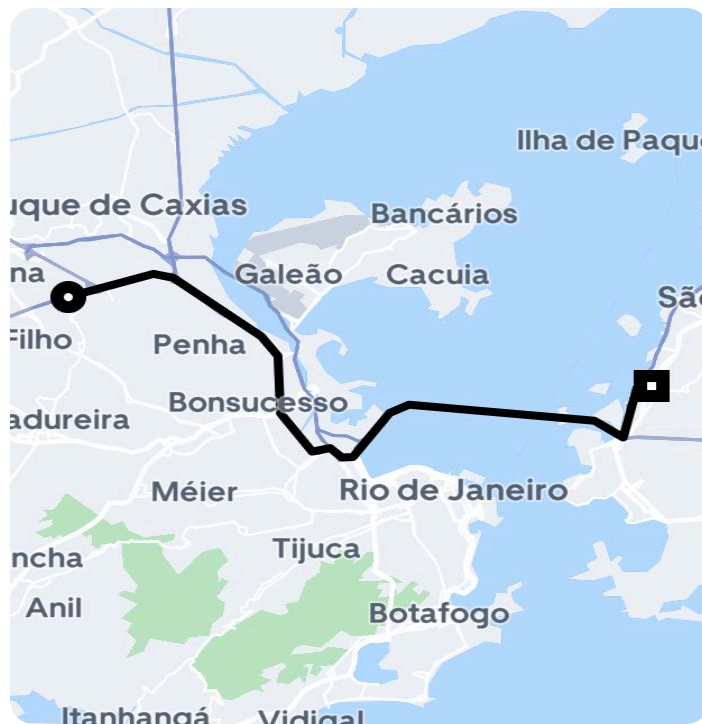 Ilha de Paqu
uque de Caxias
Bancários
na
Galeão
Cacuia
São
Filho
Penha
Bonsucesso
adureira
Méier
Rio de Janeiro
Tijuca
ncha
Anil
Botafogo
Itanhangá
Vidigal